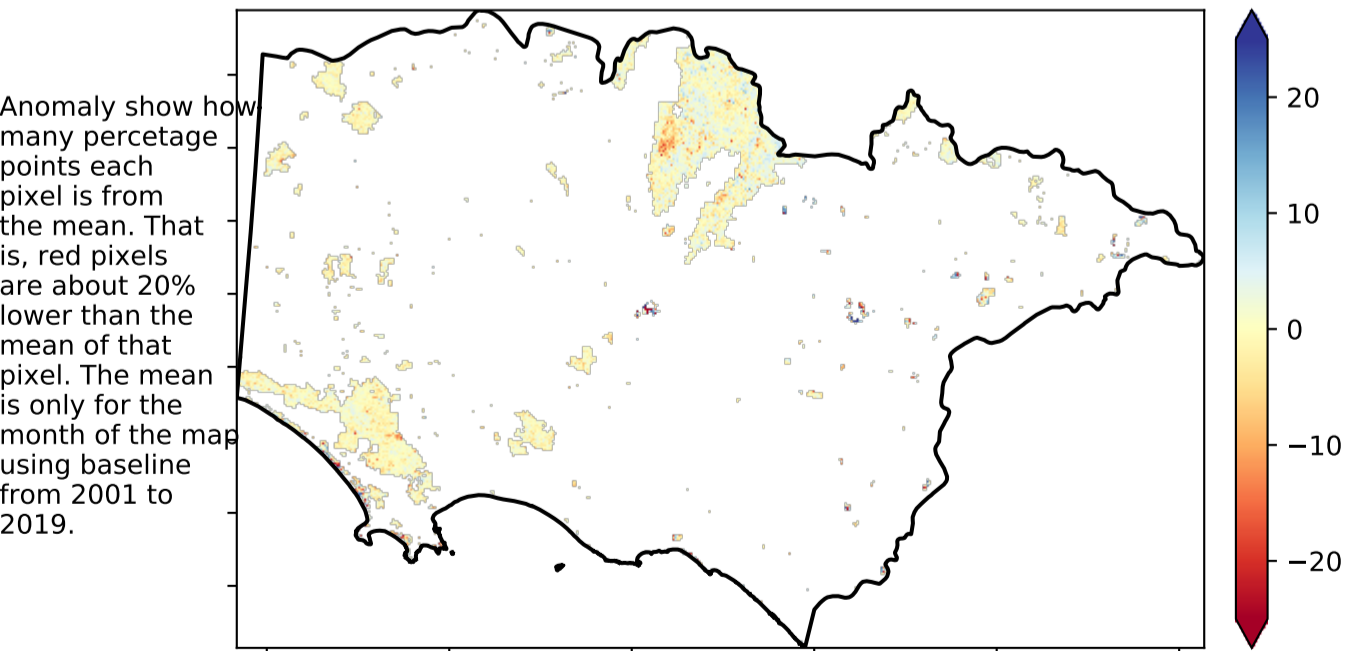 Anomaly show how
many percetage
points each
pixel is from
the mean. That
is, red pixels
are about 20%
lower than the
mean of that
pixel. The mean
is only for the
month of the map
using baseline
from 2001 to
2019.
20
10
0
−10
−20